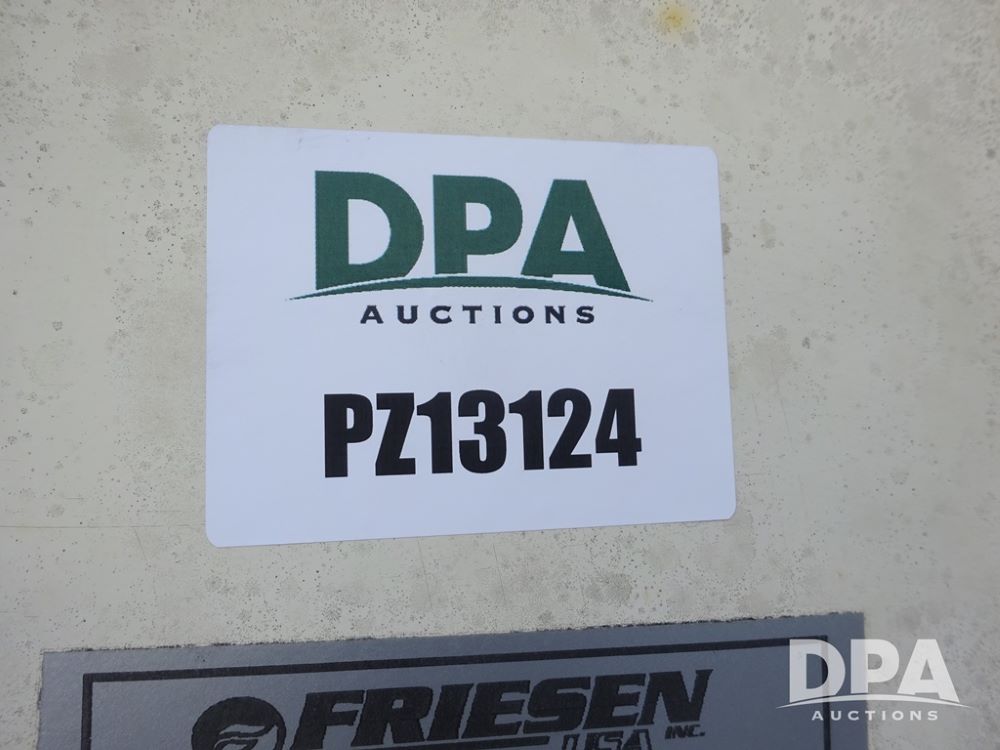 DPA
AUCTIONS
PZ13124
FRIESEN
USA INC.
DPA
AUCTIONS